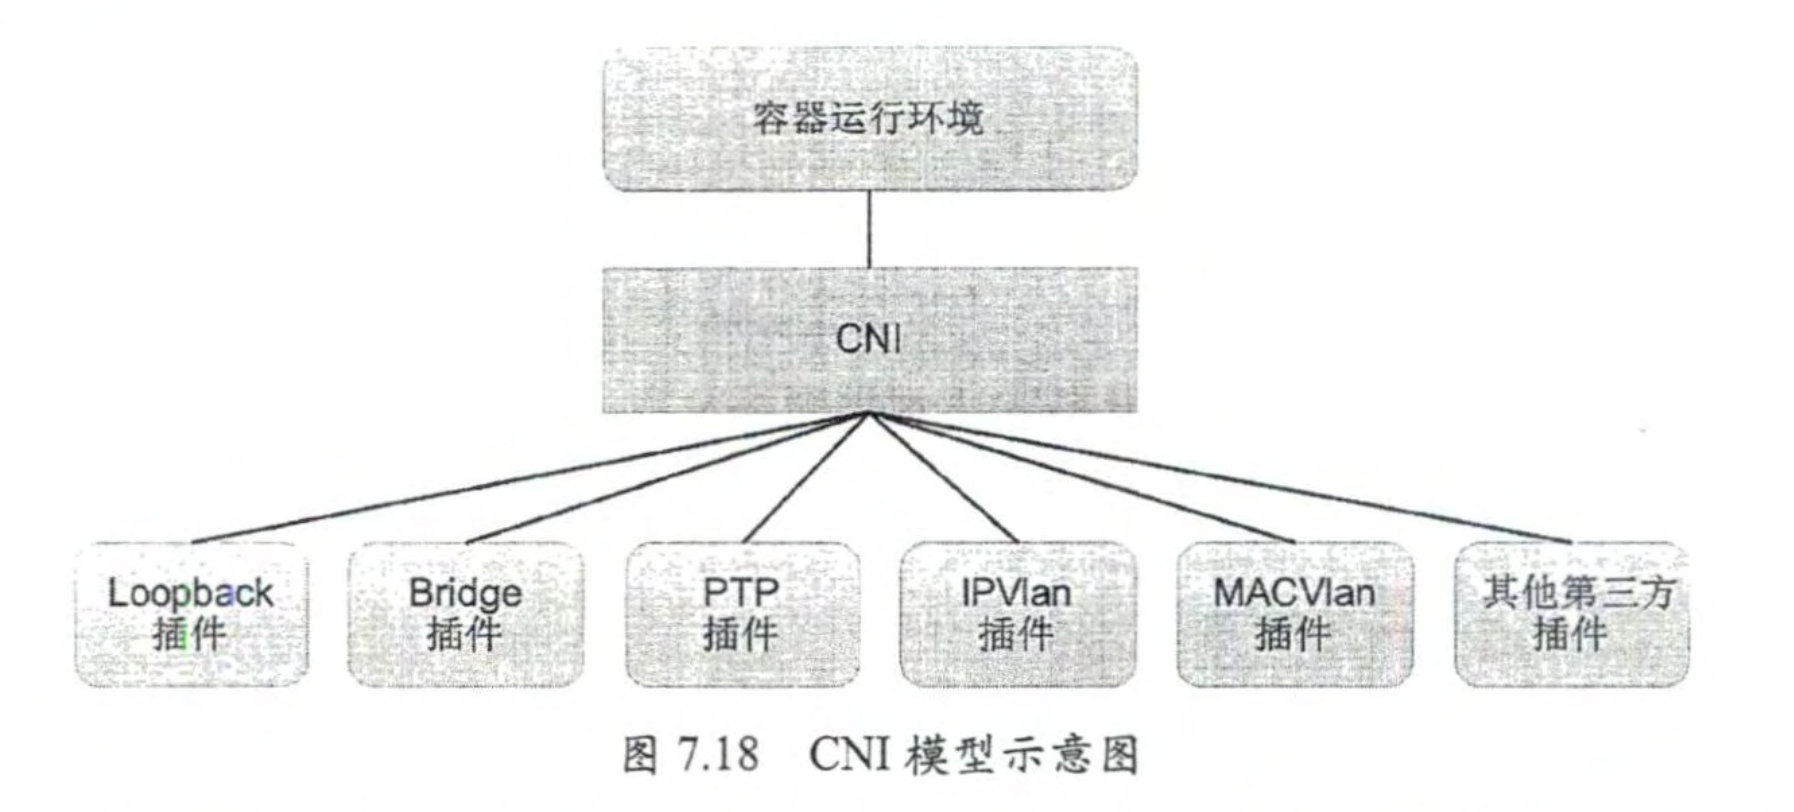 容器运行环境
CNI
Loopback
插件
Bridge
插件
PTP
插件
IPVlan
插件
MACVlan
插件
其他第三方
插件
图 7.18 CNI 模型示意图